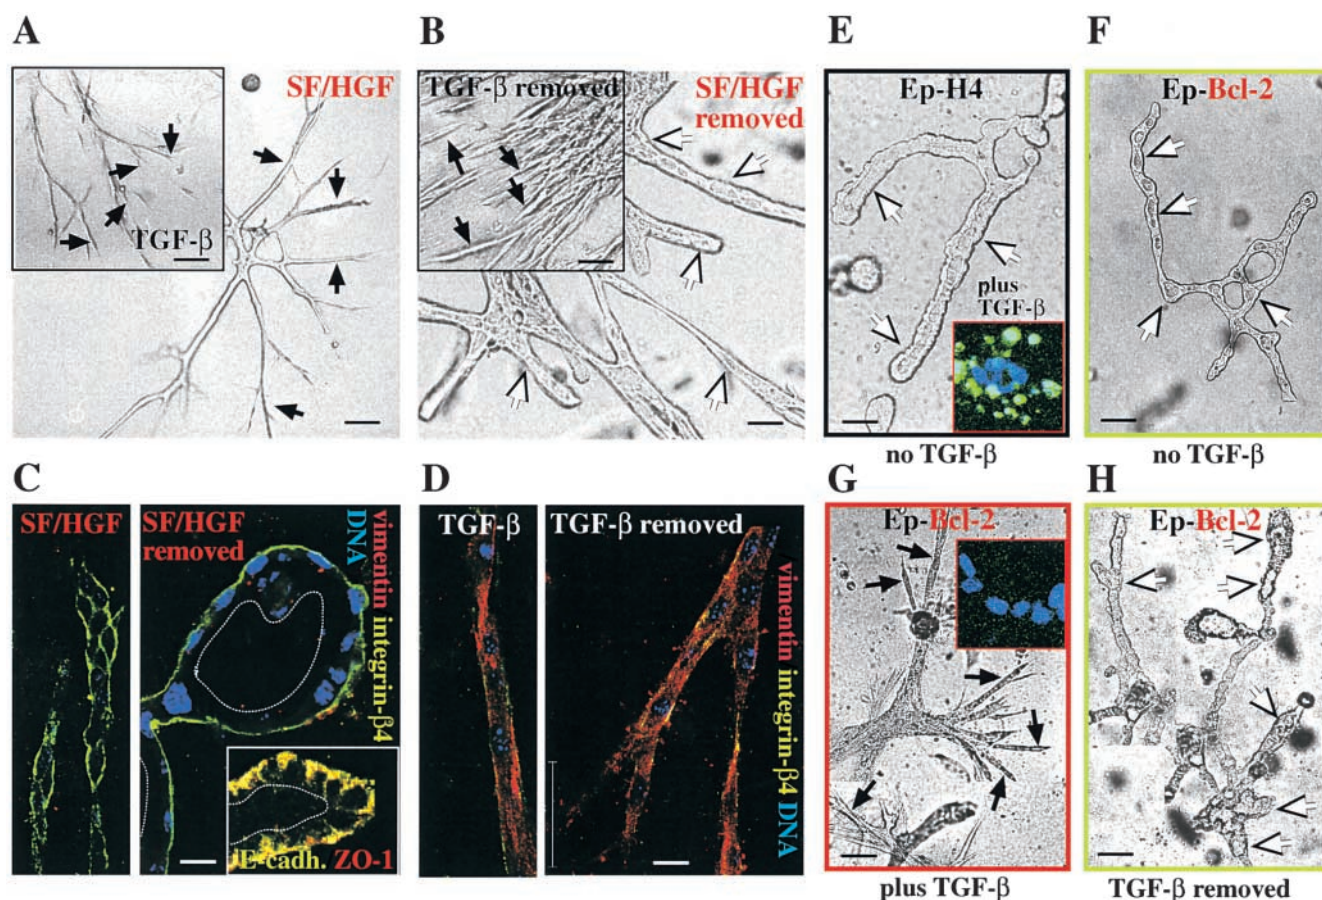 A
SF/HGF
TGF-β
B
TGF-β removed
SF/HGF
removed
E
Ep-H4
plus
TGF-β
no TGF-β
F
Ep-Bcl-2
no TGF-β
C
SF/HGF
SF/HGF
removed
DNA
vimentin integrin-β4
E-cadh. ZO-1
D
TGF-β
TGF-β removed
vimentin integrin-β4 DNA
G
Ep-Bcl-2
plus TGF-β
H
Ep-Bcl-2
TGF-β removed